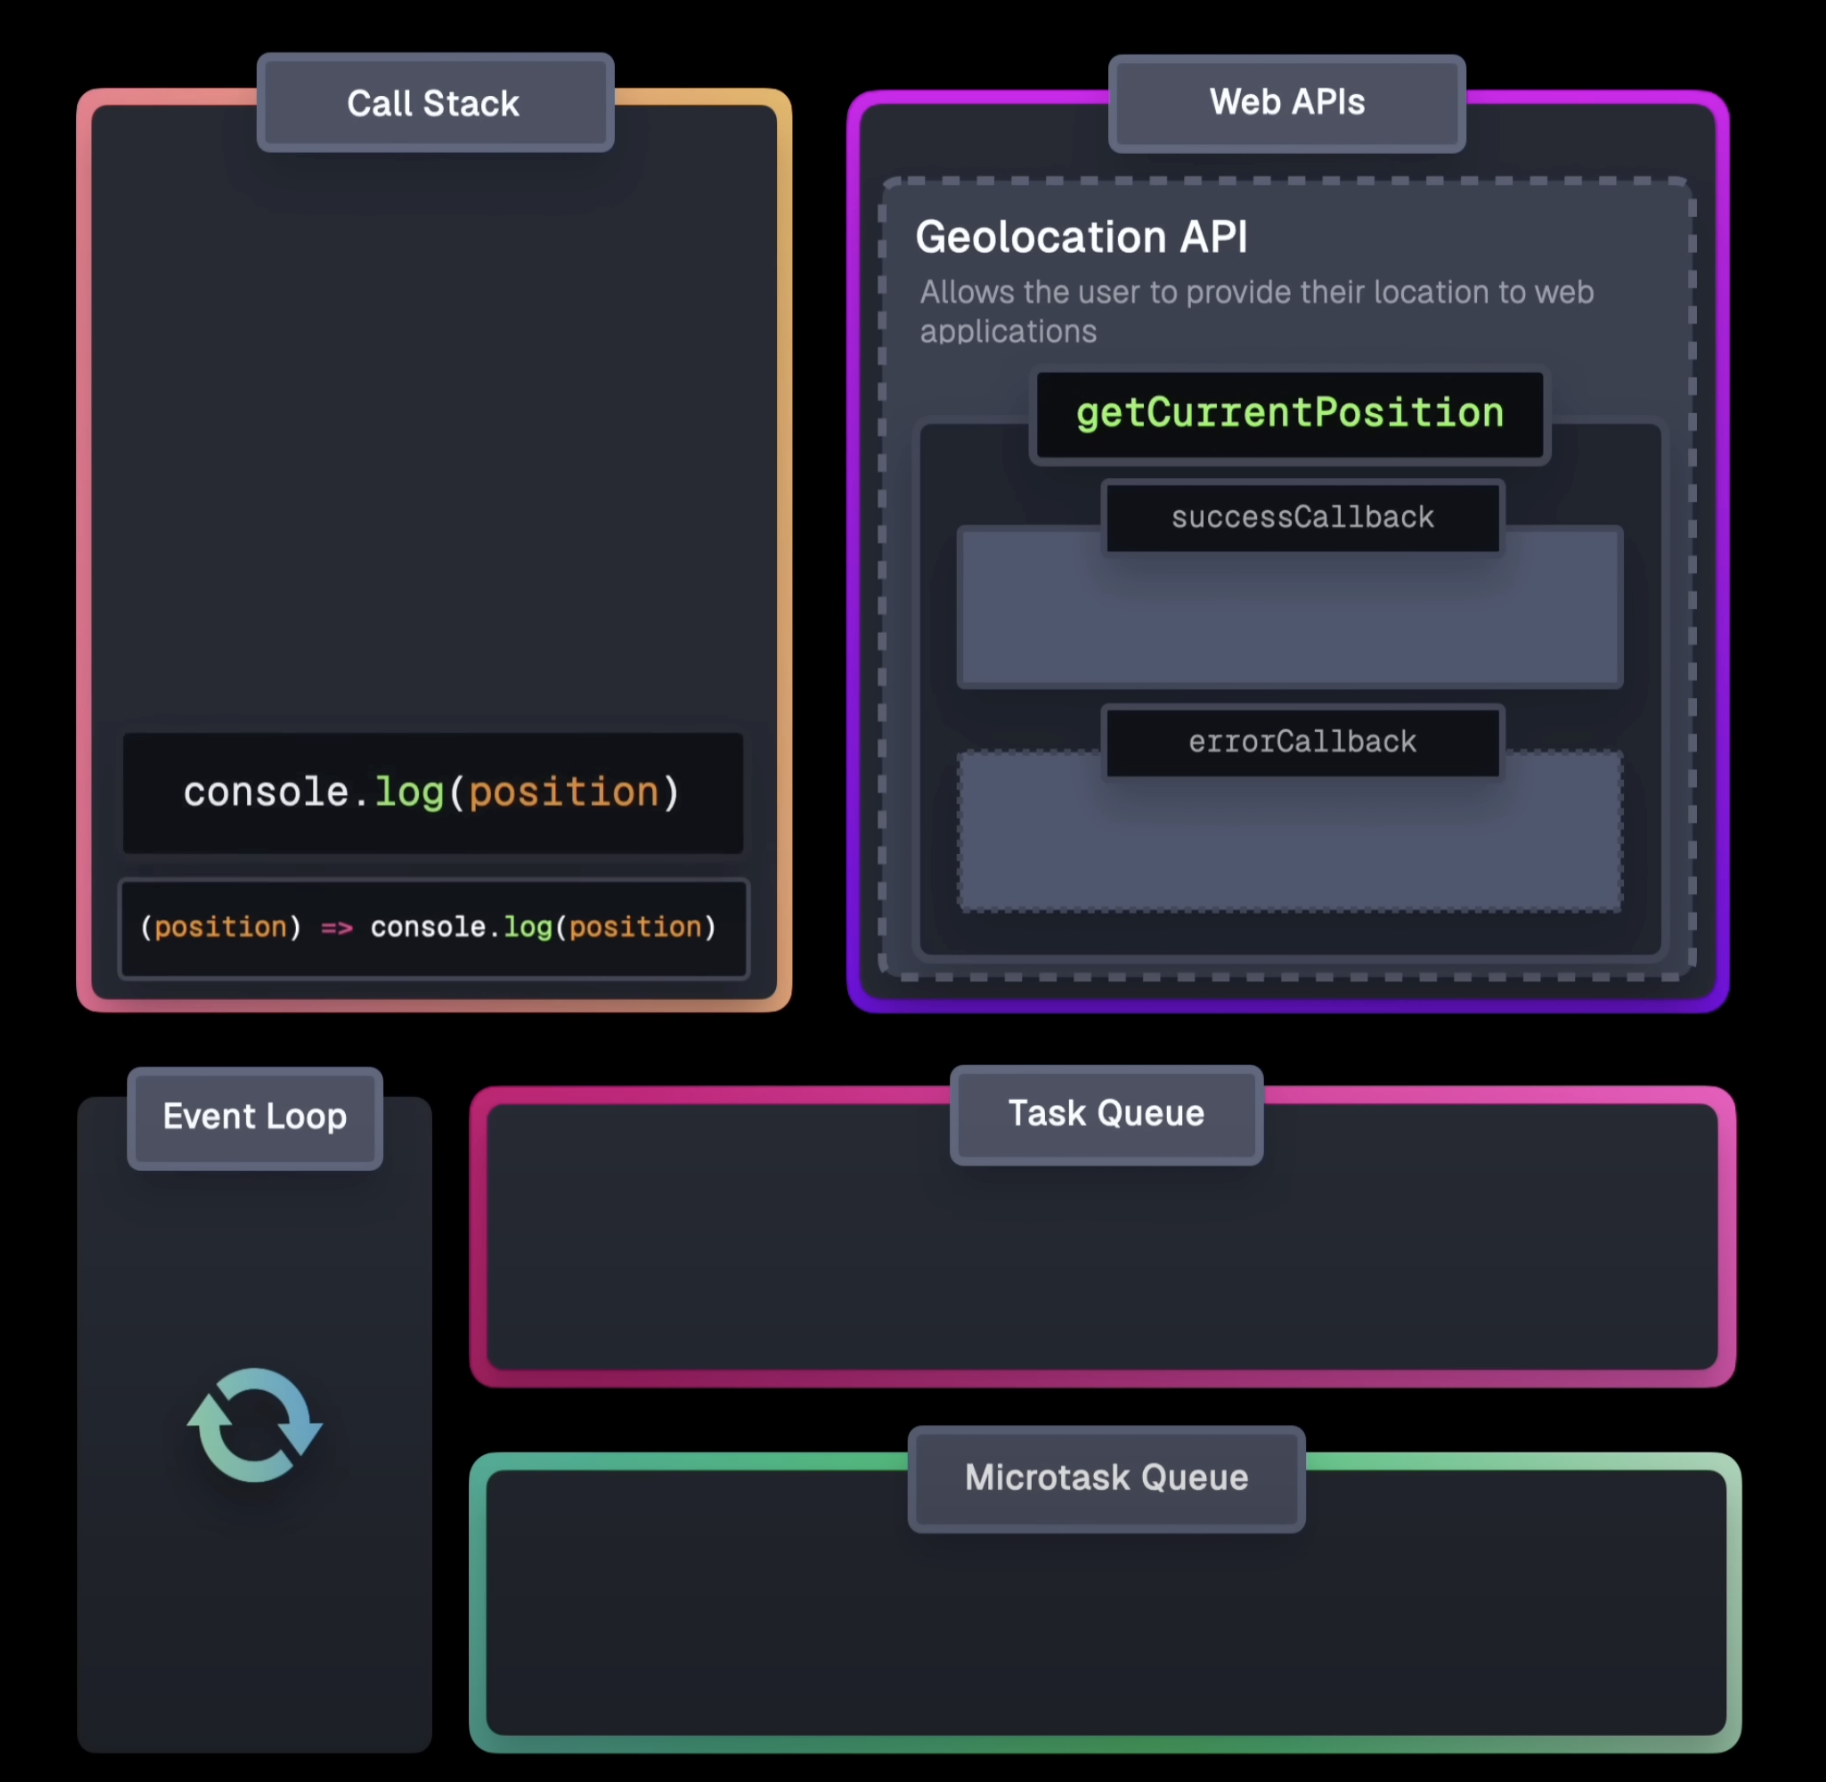 Call Stack
console.log(position)
(position) => console.log(position)
Web APIs
Geolocation API
Allows the user to provide their location to web
applications
getCurrentPosition
successCallback
errorCallback
Event Loop
Task Queue
Microtask Queue